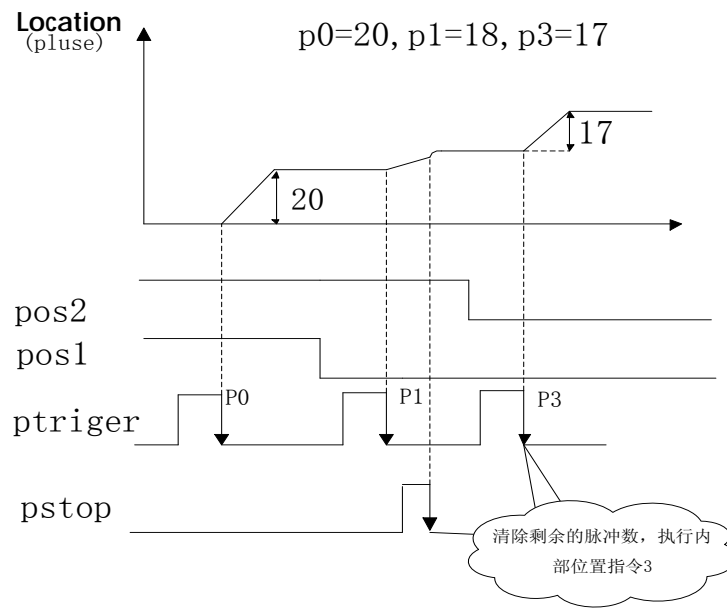 Location
(pluse)
p0=20, p1=18, p3=17
17
20
pos2
pos1
P0
P1
P3
ptriger
pstop
清除剩余的脉冲数，执行内
部位置指令3